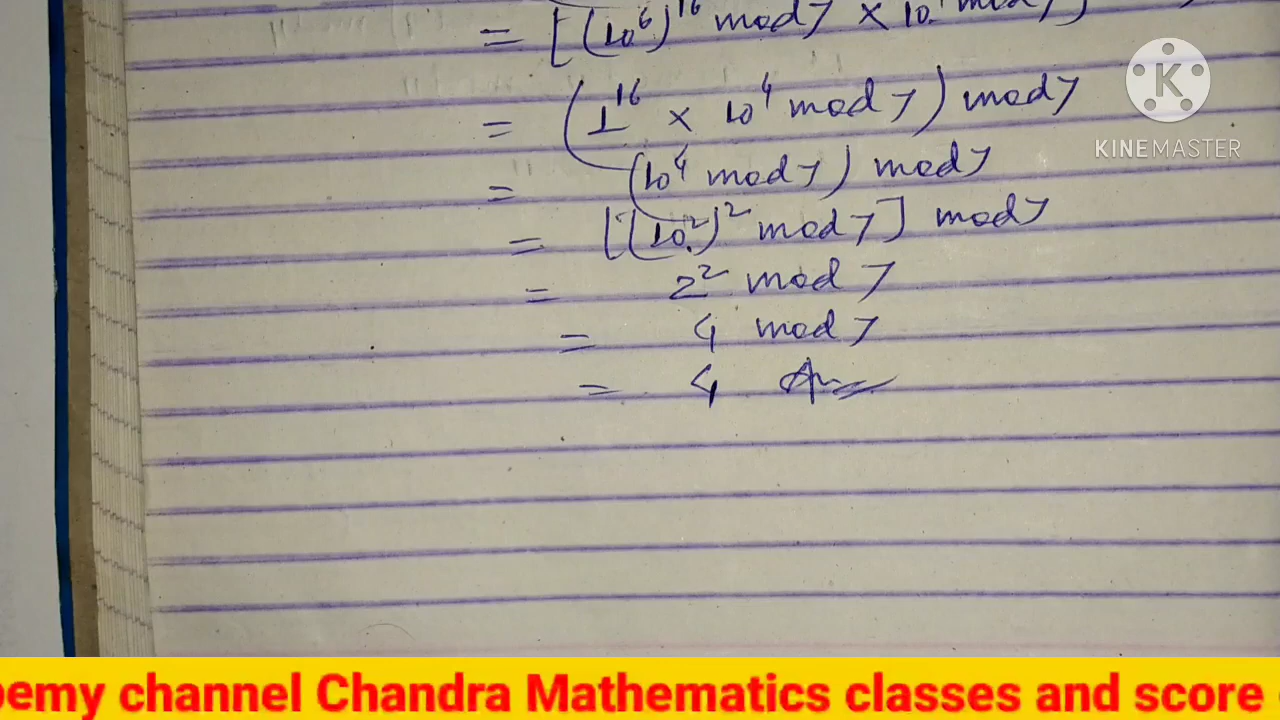 = [(10⁶)¹⁶ mod 7 × 10
= (1¹⁶ × 10⁴ mod 7) mod 7
= (10⁴ mod 7) mod 7
= [(10²)² mod 7] mod 7
= 2² mod 7
= 4 mod 7
= 4 Ans
K
KINEMASTER
bemy channel Chandra Mathematics classes and score